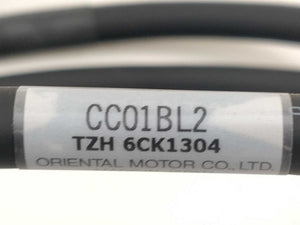 CC01BL2
TZH 6CK1304
ORIENTAL MOTOR CO., LTD.